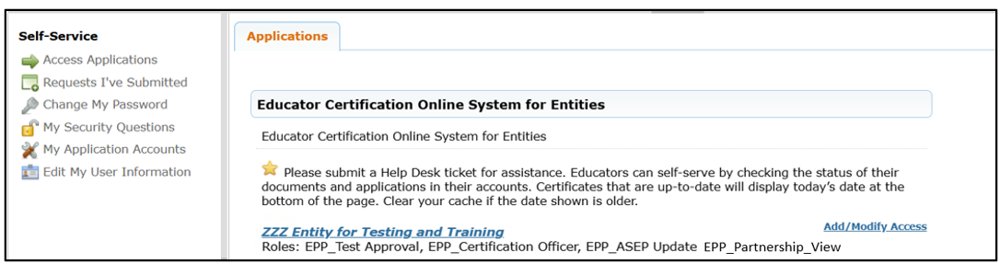 Self-Service
Access Applications
Requests I've Submitted
Change My Password
My Security Questions
My Application Accounts
Edit My User Information
Applications
Educator Certification Online System for Entities
Educator Certification Online System for Entities
Please submit a Help Desk ticket for assistance. Educators can self-serve by checking the status of their
documents and applications in their accounts. Certificates that are up-to-date will display today's date at the
bottom of the page. Clear your cache if the date shown is older.
ZZZ Entity for Testing and Training
Add/Modify Access
Roles: EPP_Test Approval, EPP_Certification Officer, EPP_ASEP Update EPP_Partnership_View